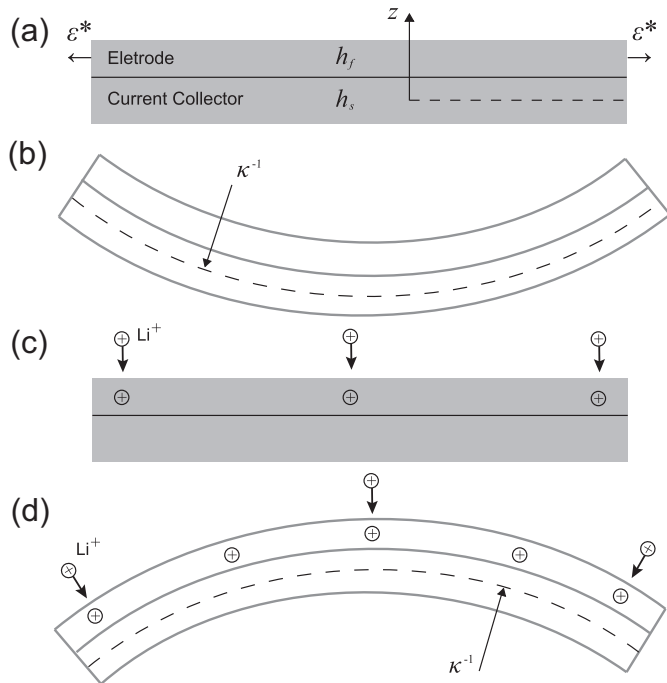 (a)
ε* z ε*
Eletrode h_f
Current Collector h_s
(b)
κ⁻¹
(c)
Li⁺
(d)
Li⁺
κ⁻¹